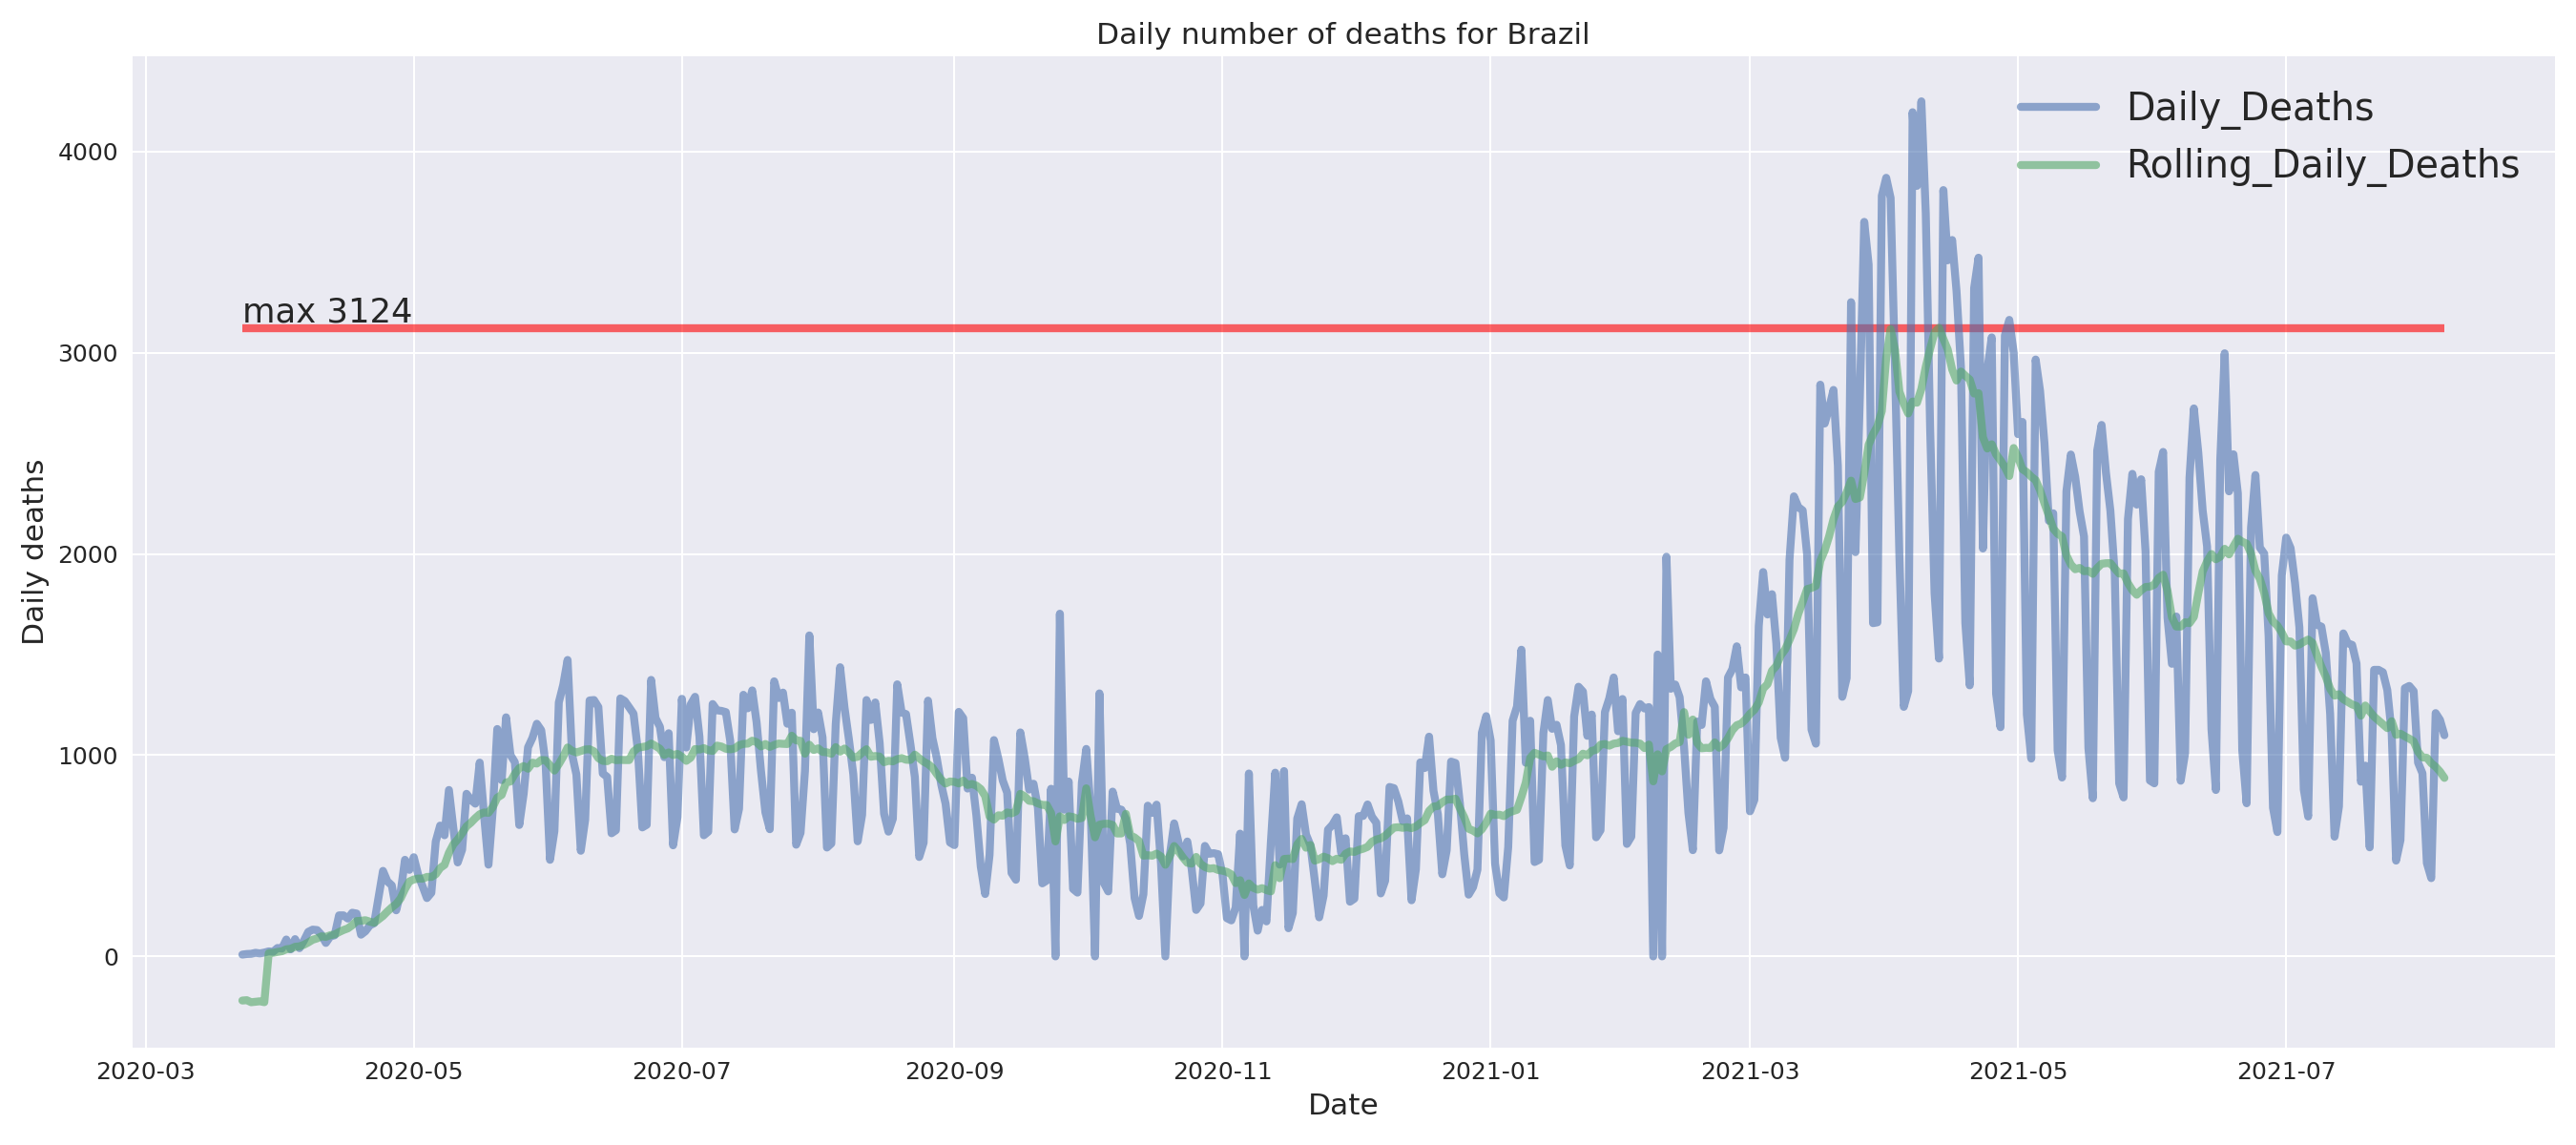 Daily number of deaths for Brazil
Daily_Deaths
Rolling_Daily_Deaths
max 3124
Daily deaths
4000
3000
2000
1000
0
2020-03 2020-05 2020-07 2020-09 2020-11 2021-01 2021-03 2021-05 2021-07
Date